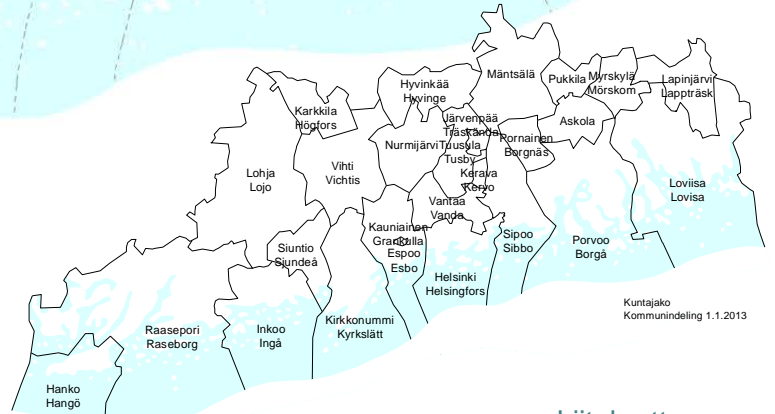 Mäntsälä
Pukkila
Myrskylä
Mörskom
Lapinjärvi
Lappträsk
Hyvinkää
Hyvinge
Karkkila
Högfors
Järvenpää
Träskända
Askola
Pornainen
Borgnäs
Nurmijärvi
Tuusula
Tusby
Vihti
Vichtis
Lohja
Lojo
Kerava
Kervo
Loviisa
Lovisa
Vantaa
Vanda
Kauniainen
Grankulla
Espoo
Esbo
Sipoo
Sibbo
Porvoo
Borgå
Siuntio
Sjundeå
Helsinki
Helsingfors
Kuntajako
Kommunindeling 1.1.2013
Kirkkonummi
Kyrkslätt
Inkoo
Ingå
Raasepori
Raseborg
Hanko
Hangö